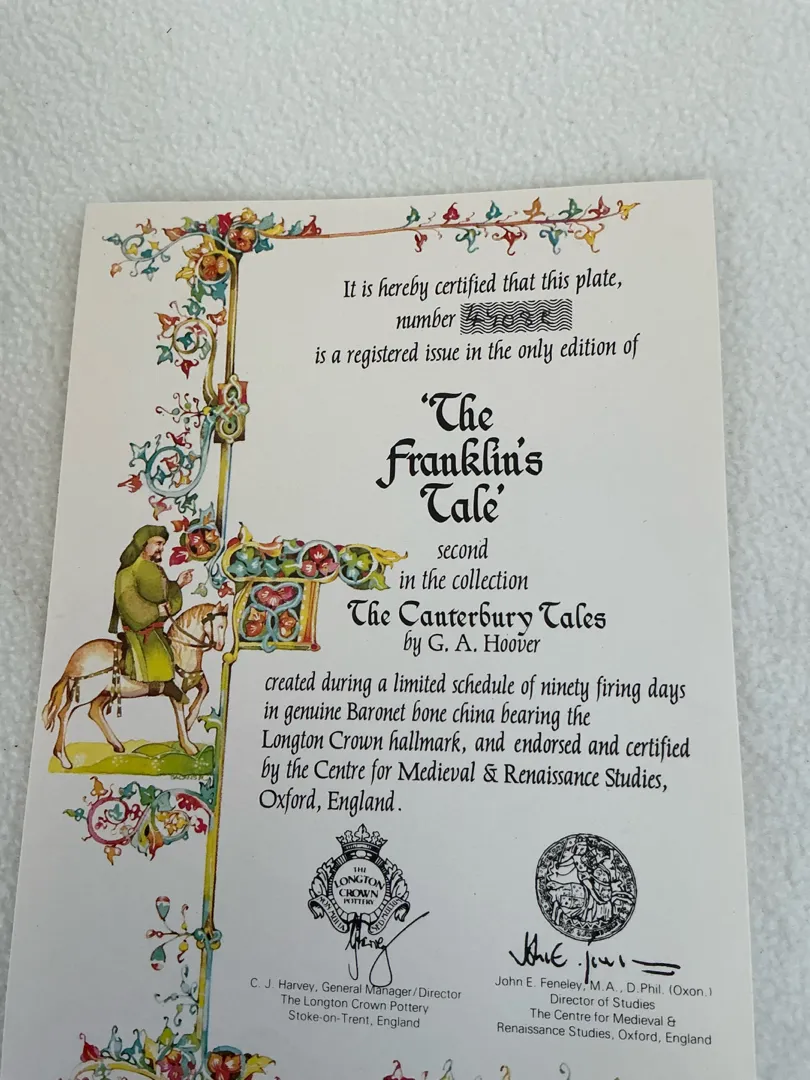 It is hereby certified that this plate,
number
is a registered issue in the only edition of
'The
Franklin's
Tale'
second
in the collection
The Canterbury Tales
by G. A. Hoover
created during a limited schedule of ninety firing days
in genuine Baronet bone china bearing the
Longton Crown hallmark, and endorsed and certified
by the Centre for Medieval & Renaissance Studies,
Oxford, England.
THE
LONGTON
CROWN
POTTERY
C. J. Harvey, General Manager/Director
The Longton Crown Pottery
Stoke-on-Trent, England
John E. Feneley, M.A., D.Phil. (Oxon.)
Director of Studies
The Centre for Medieval &
Renaissance Studies, Oxford, England